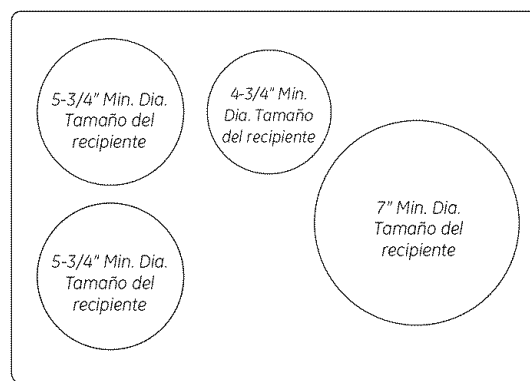 5-3/4" Min. Dia.
Tamaño del
recipiente
4-3/4" Min.
Dia. Tamaño
del recipiente
7" Min. Dia.
Tamaño del
recipiente
5-3/4" Min. Dia.
Tamaño del
recipiente